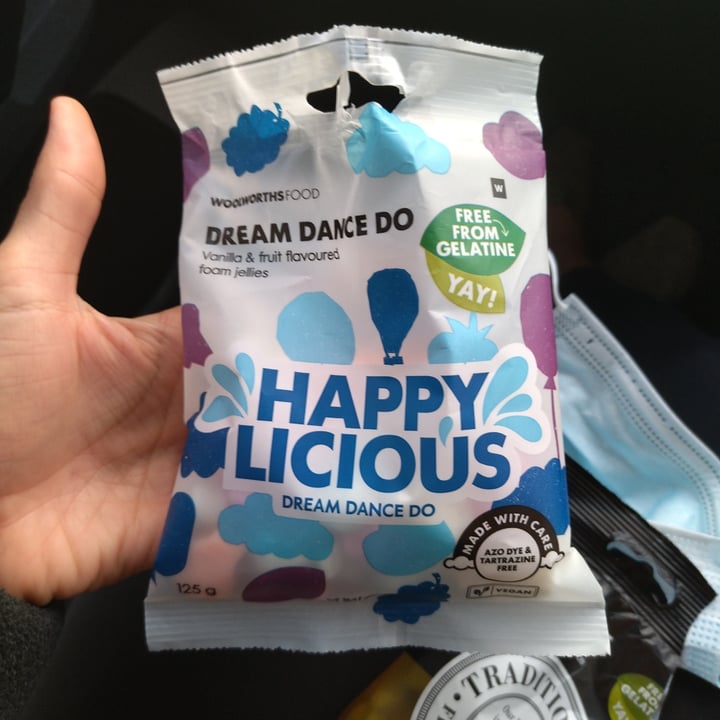 WOOLWORTHS FOOD
W
DREAM DANCE DO
Vanilla & fruit flavoured
foam jellies
FREE
FROM
GELATINE
YAY!
HAPPY
LICIOUS
DREAM DANCE DO
MADE WITH CARE
AZO DYE &
TARTRAZINE
FREE
VEGAN
125 g
TRADITIO